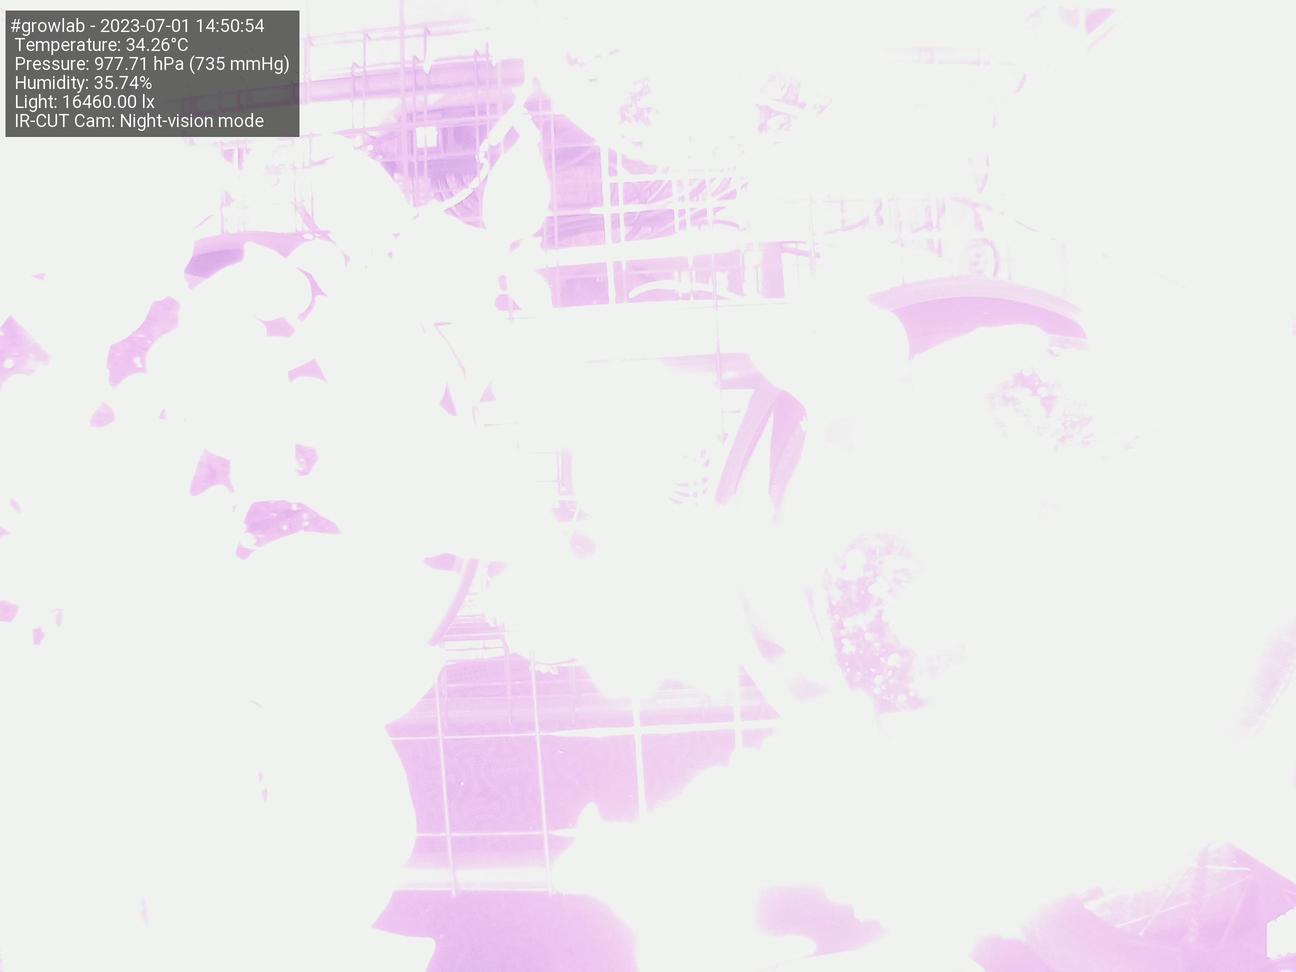 #growlab - 2023-07-01 14:50:54
Temperature: 34.26°C
Pressure: 977.71 hPa (735 mmHg)
Humidity: 35.74%
Light: 16460.00 lx
IR-CUT Cam: Night-vision mode